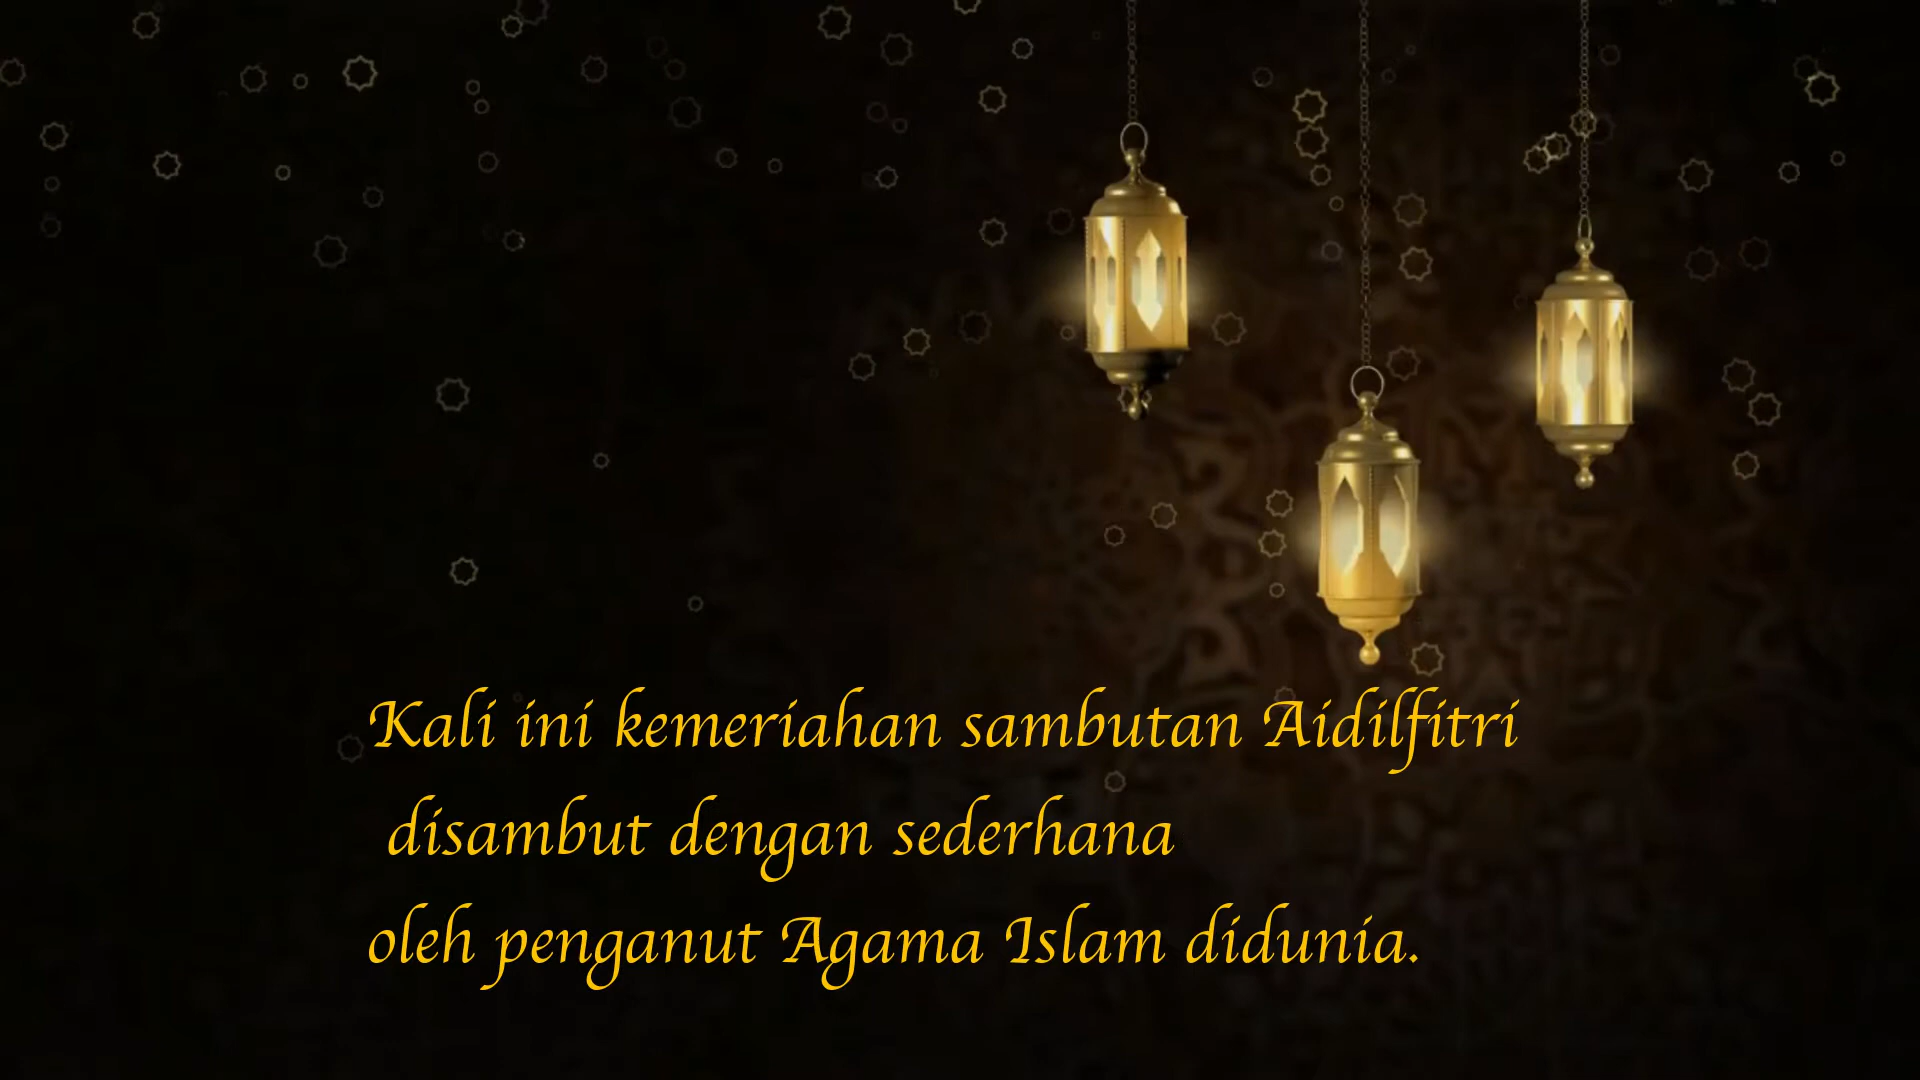 Kali ini kemeriahan sambutan Aidilfitri
disambut dengan sederhana
oleh penganut Agama Islam didunia.